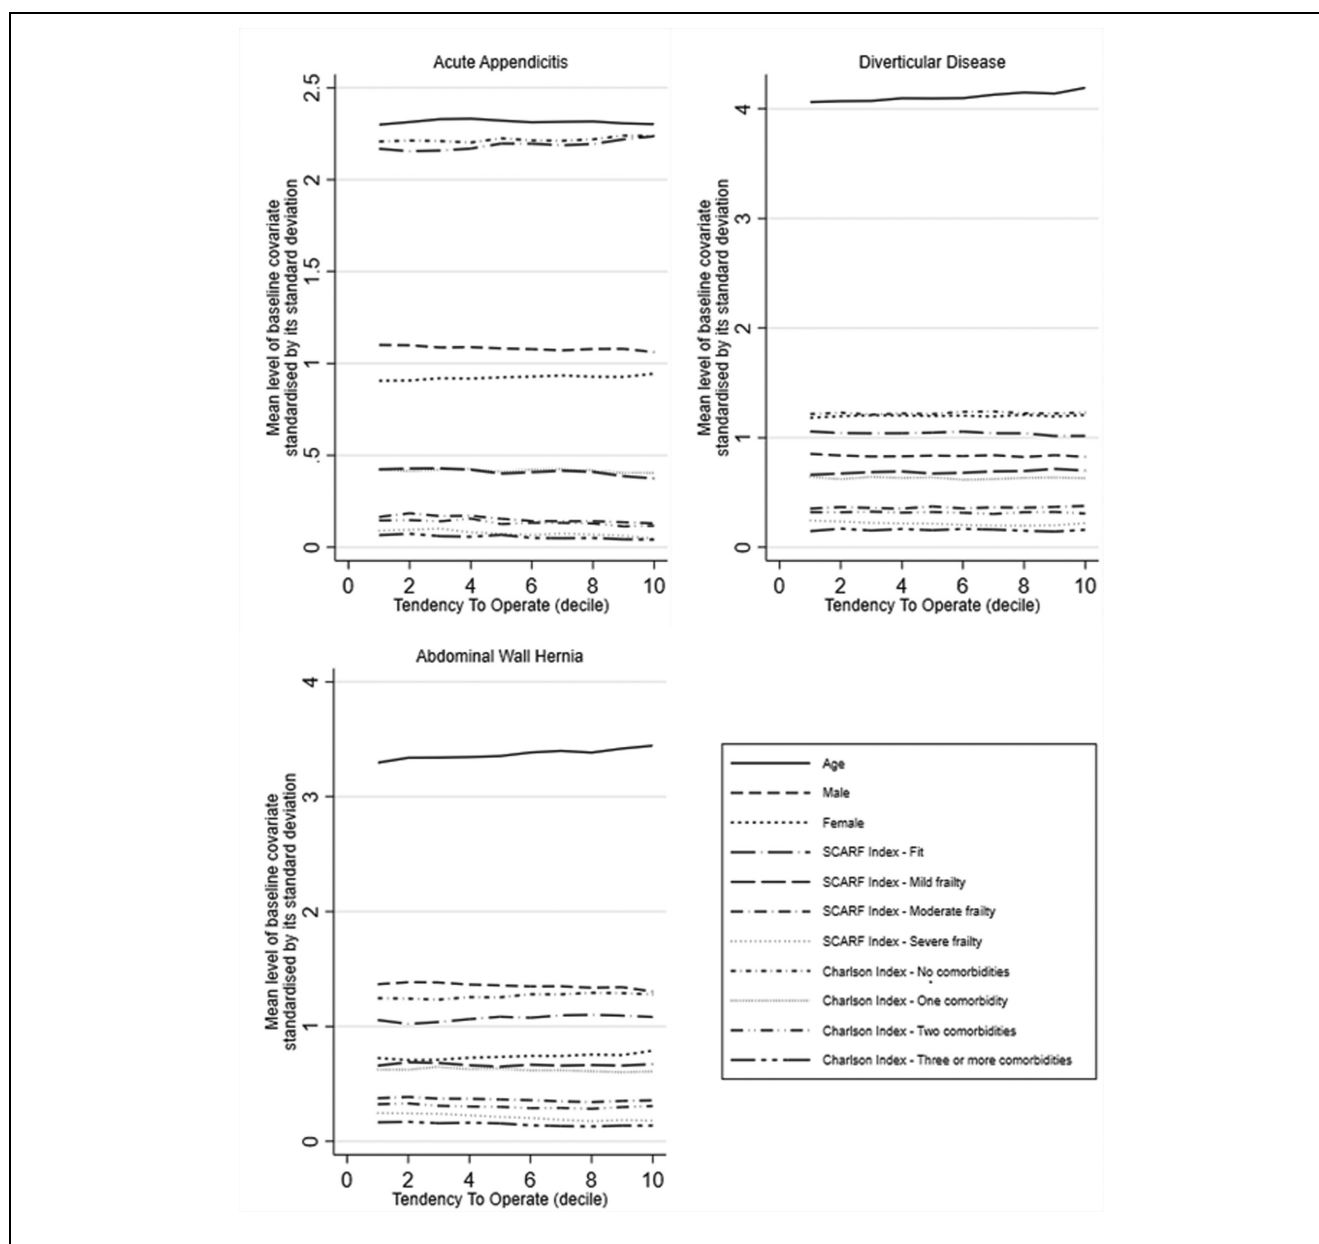 Acute Appendicitis
Mean level of baseline covariate
standardised by its standard deviation
2.5
2
1.5
1
.5
0
0 2 4 6 8 10
Tendency To Operate (decile)
Diverticular Disease
Mean level of baseline covariate
standardised by its standard deviation
4
3
2
1
0
0 2 4 6 8 10
Tendency To Operate (decile)
Abdominal Wall Hernia
Mean level of baseline covariate
standardised by its standard deviation
4
3
2
1
0
0 2 4 6 8 10
Tendency To Operate (decile)
Age
Male
Female
SCARF Index - Fit
SCARF Index - Mild frailty
SCARF Index - Moderate frailty
SCARF Index - Severe frailty
Charlson Index - No comorbidities
Charlson Index - One comorbidity
Charlson Index - Two comorbidities
Charlson Index - Three or more comorbidities